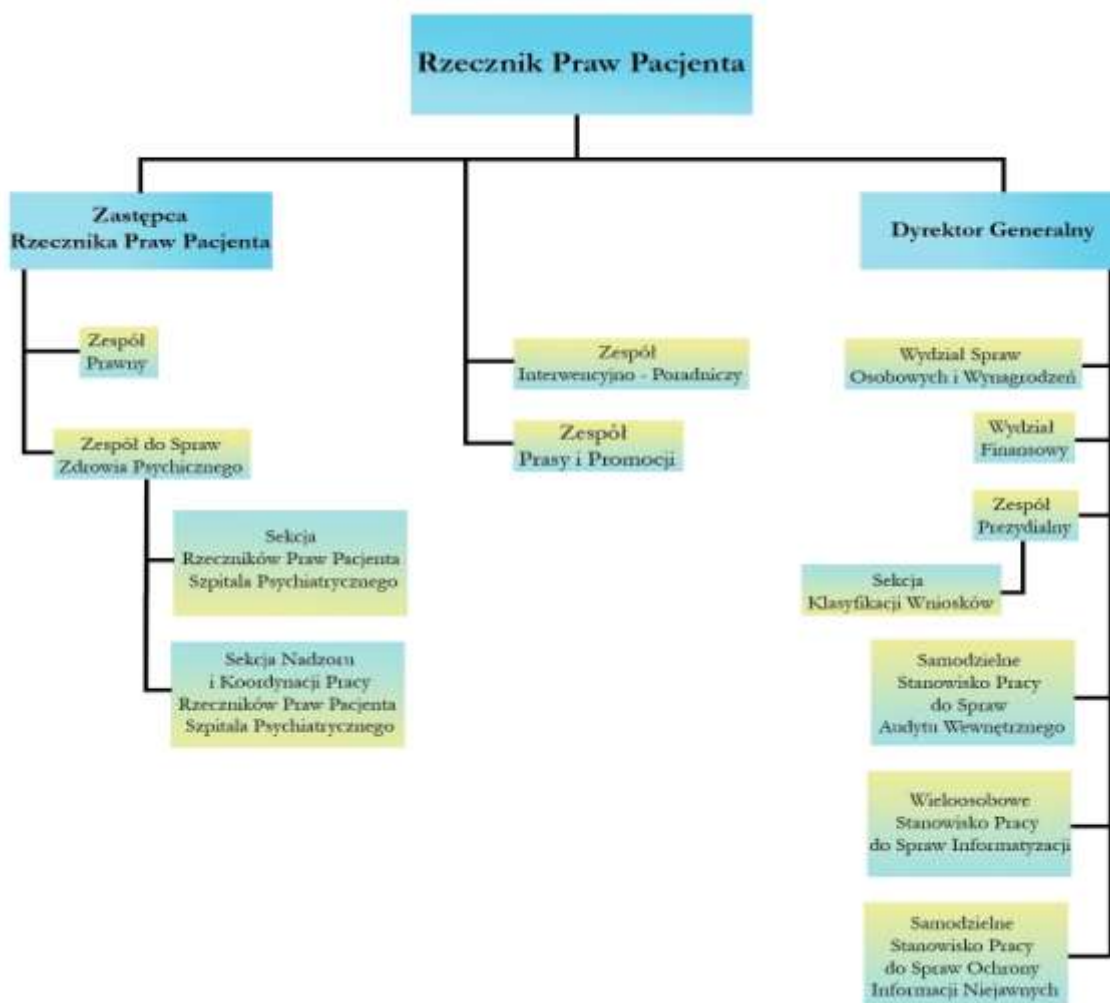 Rzecznik Praw Pacjenta
Zastępca
Rzecznika Praw Pacjenta
Zespół
Prawny
Zespół do Spraw
Zdrowia Psychicznego
Sekcja
Rzeczników Praw Pacjenta
Szpitala Psychiatrycznego
Sekcja Nadzoru
i Koordynacji Pracy
Rzeczników Praw Pacjenta
Szpitala Psychiatrycznego
Zespół
Interwencyjno - Poradniczy
Zespół
Prasy i Promocji
Dyrektor Generalny
Wydział Spraw
Osobowych i Wynagrodzeń
Wydział
Finansowy
Zespół
Prezydialny
Sekcja
Klasyfikacji Wniosków
Samodzielne
Stanowisko Pracy
do Spraw
Audytu Wewnętrznego
Wieloosobowe
Stanowisko Pracy
do Spraw Informatyzacji
Samodzielne
Stanowisko Pracy
do Spraw Ochrony
Informacji Niejawnych